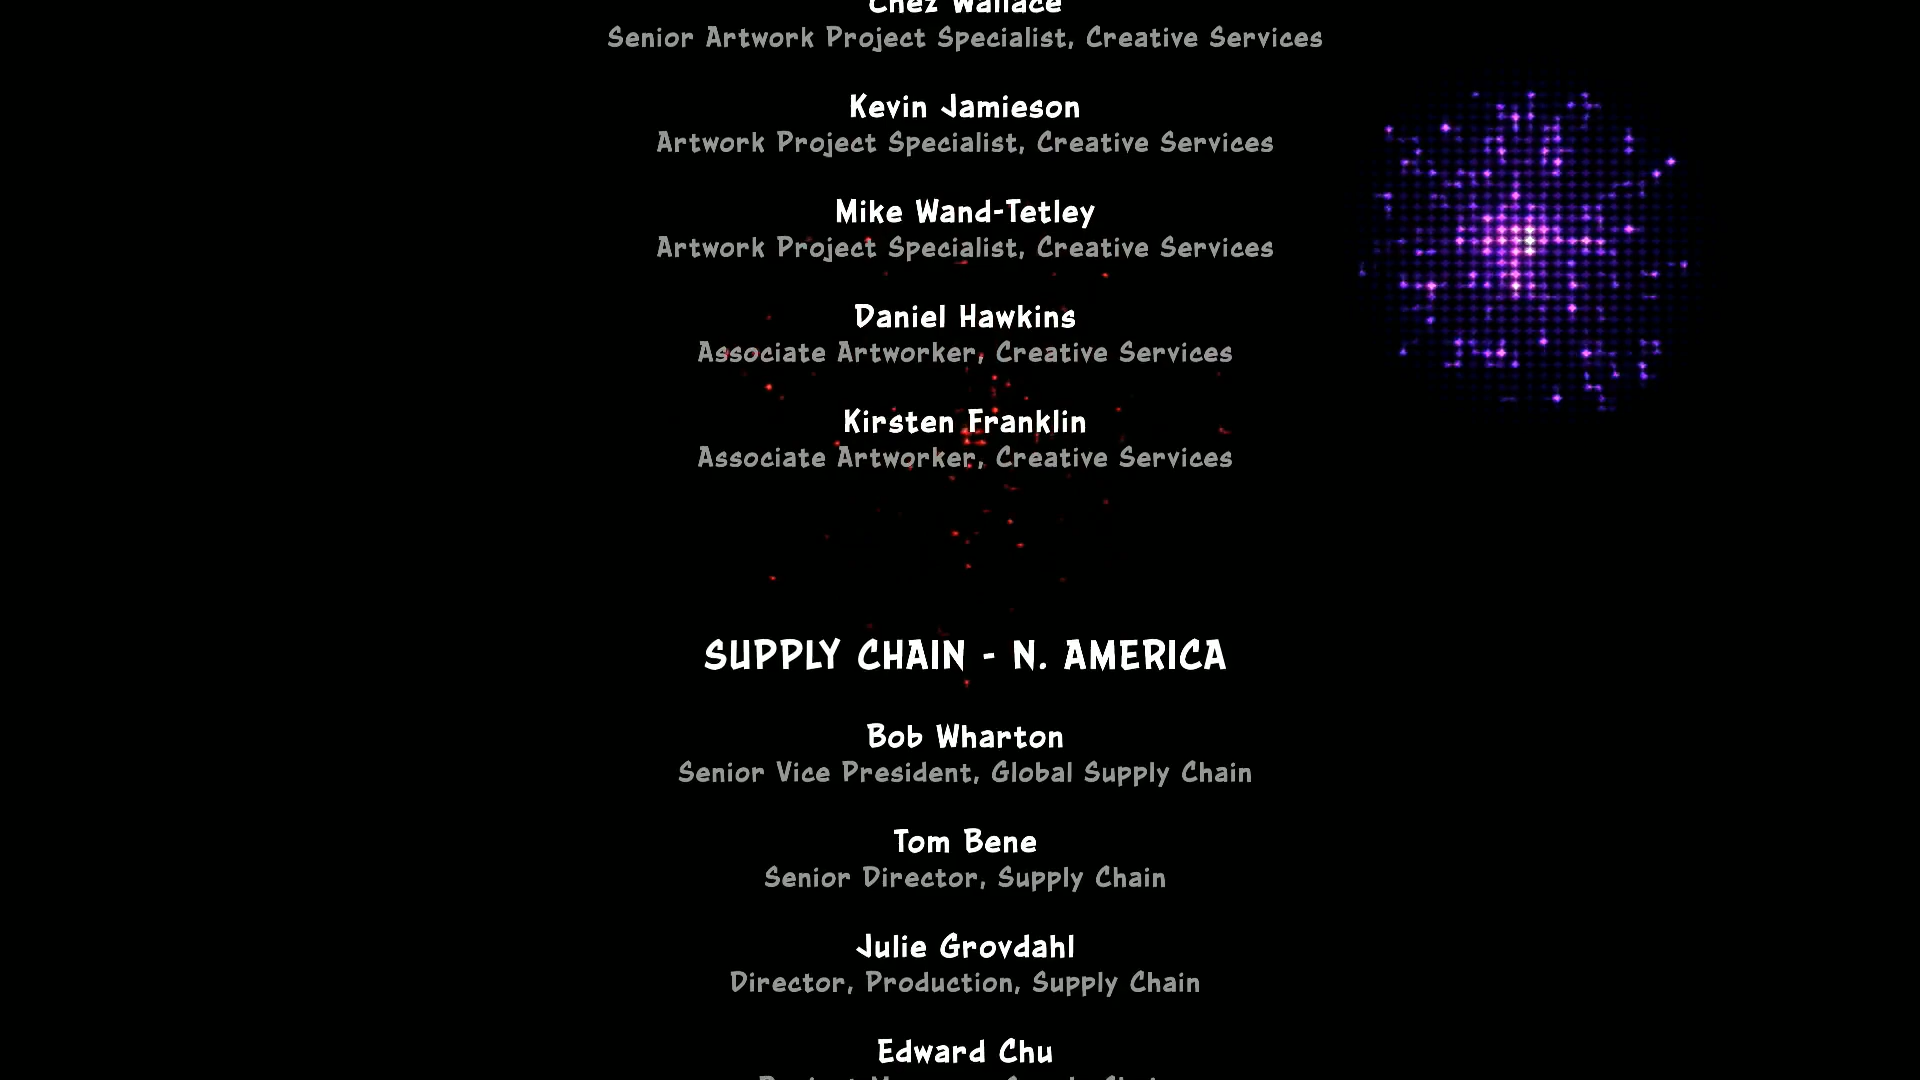 Chez Wallace
Senior Artwork Project Specialist, Creative Services
Kevin Jamieson
Artwork Project Specialist, Creative Services
Mike Wand-Tetley
Artwork Project Specialist, Creative Services
Daniel Hawkins
Associate Artworker, Creative Services
Kirsten Franklin
Associate Artworker, Creative Services
SUPPLY CHAIN - N. AMERICA
Bob Wharton
Senior Vice President, Global Supply Chain
Tom Bene
Senior Director, Supply Chain
Julie Grovdahl
Director, Production, Supply Chain
Edward Chu